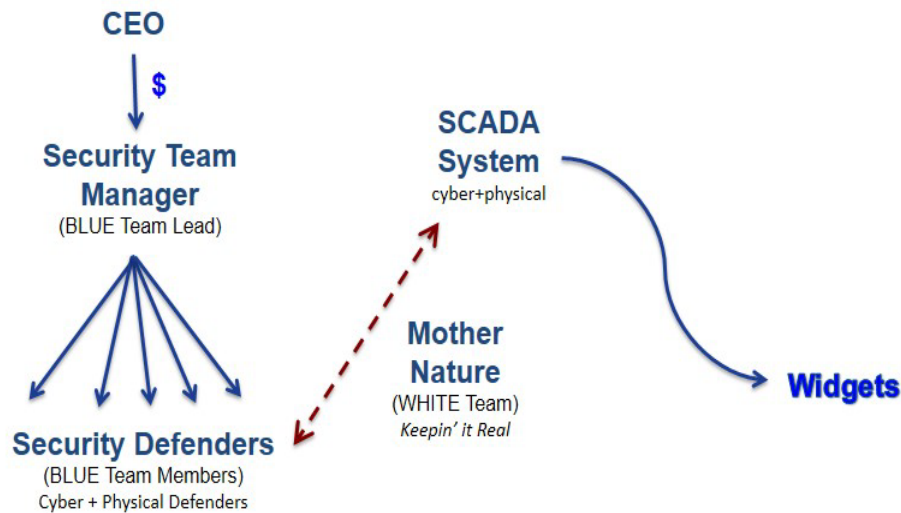 CEO
$
Security Team
Manager
(BLUE Team Lead)
Security Defenders
(BLUE Team Members)
Cyber + Physical Defenders
SCADA
System
cyber+physical
Mother
Nature
(WHITE Team)
Keepin' it Real
Widgets